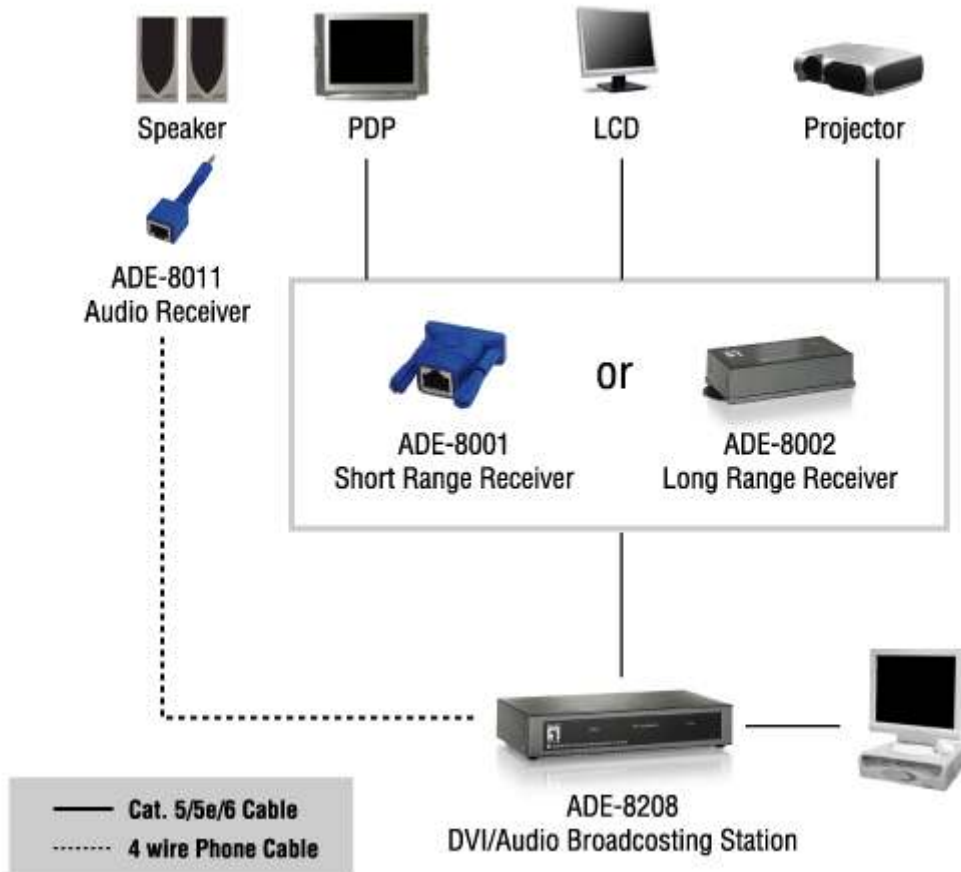 Speaker
PDP
LCD
Projector
ADE-8011
Audio Receiver
ADE-8001
Short Range Receiver
or
ADE-8002
Long Range Receiver
ADE-8208
DVI/Audio Broadcosting Station
Cat. 5/5e/6 Cable
4 wire Phone Cable